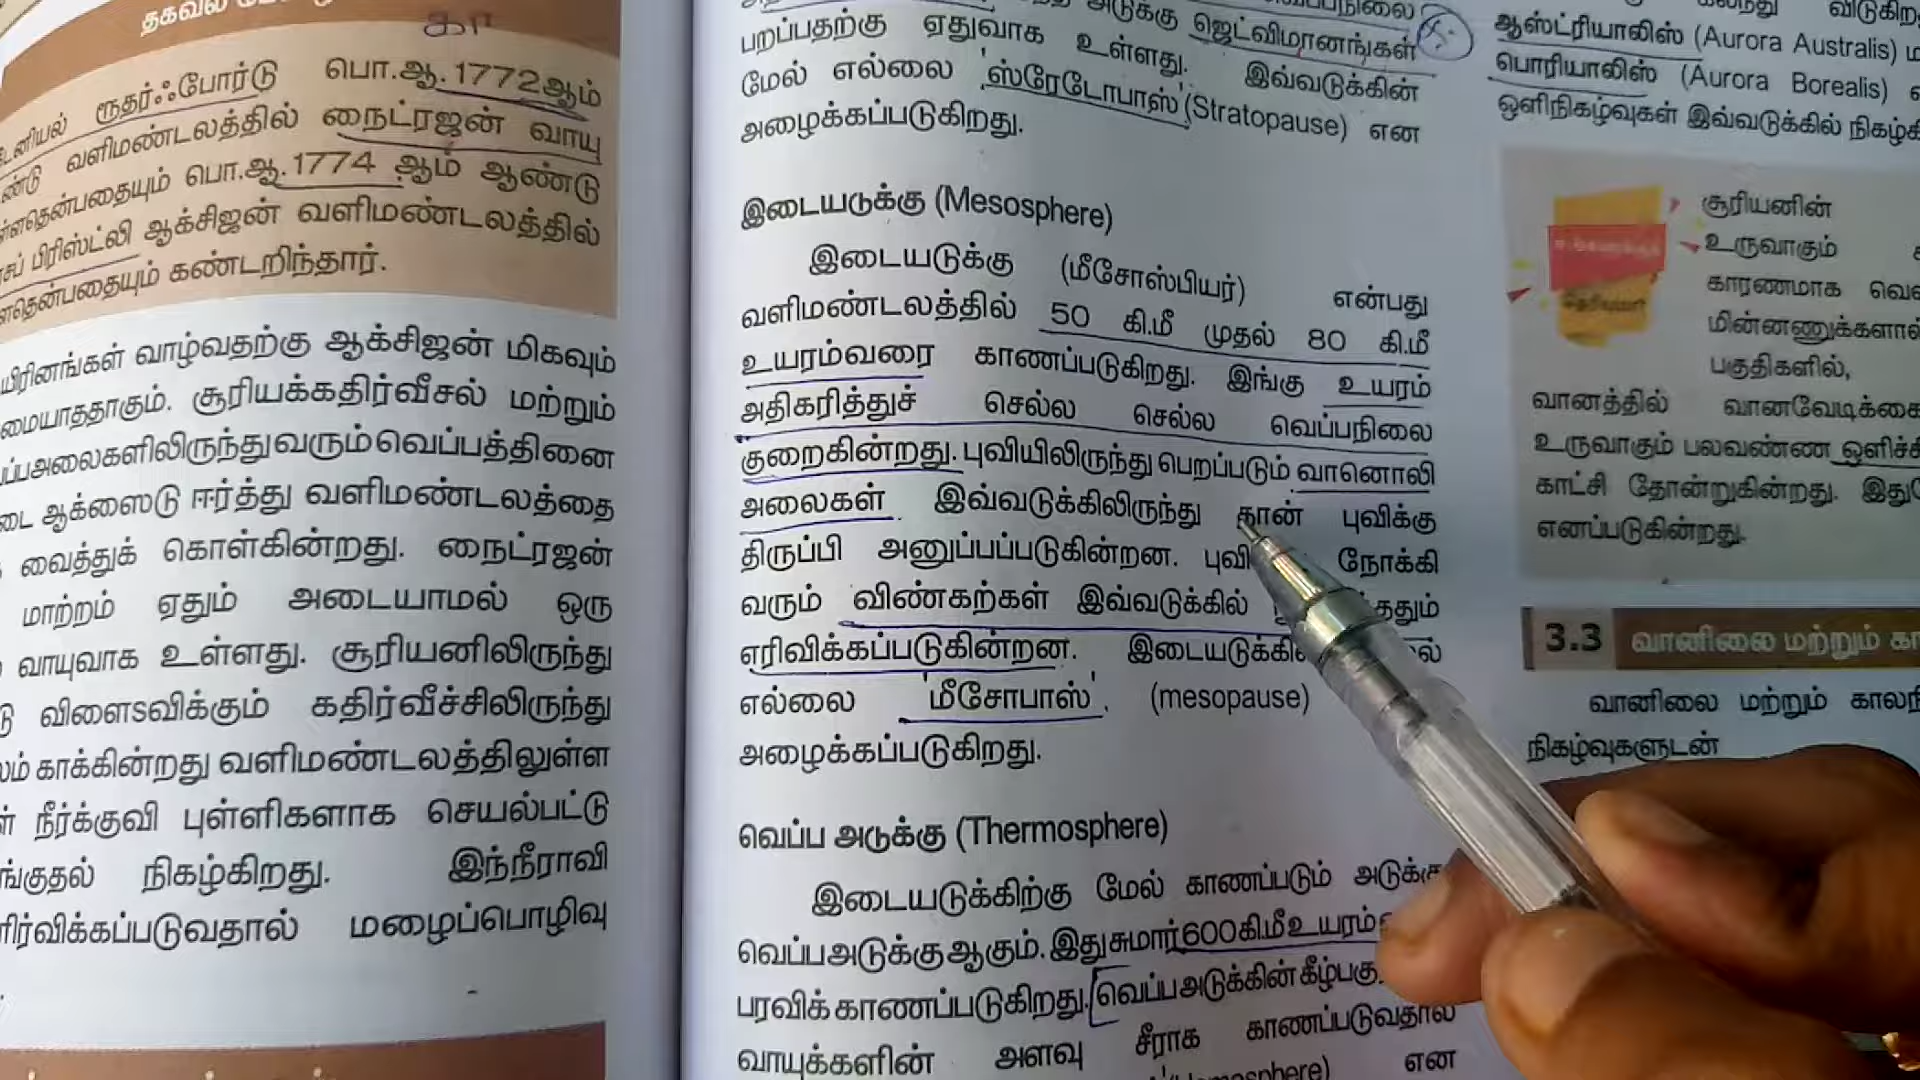 தகவல்
கா
ரூதர்ஃபோர்டு பொ.ஆ. 1772ஆம்
வளிமண்டலத்தில் நைட்ரஜன் வாயு
பொ.ஆ. 1774 ஆம் ஆண்டு
பிரிஸ்ட்லி ஆக்சிஜன் வளிமண்டலத்தில்
கண்டறிந்தார்.
வாழ்வதற்கு ஆக்சிஜன் மிகவும்
சூரியக்கதிர்வீசல் மற்றும்
வெப்பத்தினை
ஆக்ஸைடு ஈர்த்து வளிமண்டலத்தை
வைத்துக் கொள்கின்றது. நைட்ரஜன்
மாற்றம் ஏதும் அடையாமல் ஒரு
வாயுவாக உள்ளது. சூரியனிலிருந்து
விளைsவிக்கும் கதிர்வீச்சிலிருந்து
காக்கின்றது வளிமண்டலத்திலுள்ள
நீர்க்குவி புள்ளிகளாக செயல்பட்டு
நிகழ்கிறது. இந்நீராவி
மழைப்பொழிவு
அடுக்கு ஜெட்விமானங்கள்
பறப்பதற்கு ஏதுவாக உள்ளது. இவ்வடுக்கின்
மேல் எல்லை 'ஸ்ரேடோபாஸ்' (Stratopause) என
அழைக்கப்படுகிறது.
இடையடுக்கு (Mesosphere)
இடையடுக்கு (மீசோஸ்பியர்) என்பது
வளிமண்டலத்தில் 50 கி.மீ முதல் 80 கி.மீ
உயரம்வரை காணப்படுகிறது. இங்கு உயரம்
அதிகரித்துச் செல்ல செல்ல வெப்பநிலை
குறைகின்றது. புவியிலிருந்து பெறப்படும் வானொலி
அலைகள் இவ்வடுக்கிலிருந்து தான் புவிக்கு
திருப்பி அனுப்பப்படுகின்றன. நோக்கி
வரும் விண்கற்கள் இவ்வடுக்கில்
எரிவிக்கப்படுகின்றன.
எல்லை 'மீசோபாஸ்'. (mesopause)
அழைக்கப்படுகிறது.
வெப்ப அடுக்கு (Thermosphere)
இடையடுக்கிற்கு மேல் காணப்படும்
வெப்பஅடுக்கு ஆகும். இது சுமார் 600 கி.மீ உயரம்
பரவிக் காணப்படுகிறது. வெப்ப அடுக்கின்
வாயுக்களின் அளவு சீராக காணப்படுவதால்
என
ஆஸ்ட்ரியாலிஸ் (Aurora Australis)
பொரியாலிஸ் (Aurora Borealis)
ஒளிநிகழ்வுகள் இவ்வடுக்கில்
சூரியனின்
உருவாகும்
காரணமாக
மின்னணுக்களால்
பகுதிகளில்,
வானத்தில்
உருவாகும் பலவண்ண
காட்சி தோன்றுகின்றது.
எனப்படுகின்றது.
3.3 வானிலை மற்றும்
வானிலை மற்றும்
நிகழ்வுகளுடன்